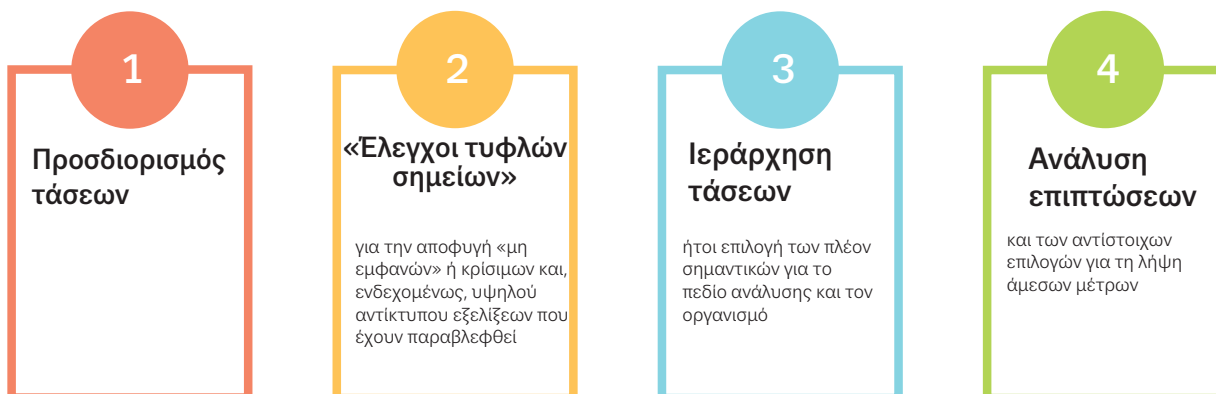 1
Προσδιορισμός
τάσεων
2
«Έλεγχοι τυφλών
σημείων»
για την αποφυγή «μη
εμφανών» ή κρίσιμων και,
ενδεχομένως, υψηλού
αντίκτυπου εξελίξεων που
έχουν παραβλεφθεί
3
Ιεράρχηση
τάσεων
ήτοι επιλογή των πλέον
σημαντικών για το
πεδίο ανάλυσης και τον
οργανισμό
4
Ανάλυση
επιπτώσεων
και των αντίστοιχων
επιλογών για τη λήψη
άμεσων μέτρων